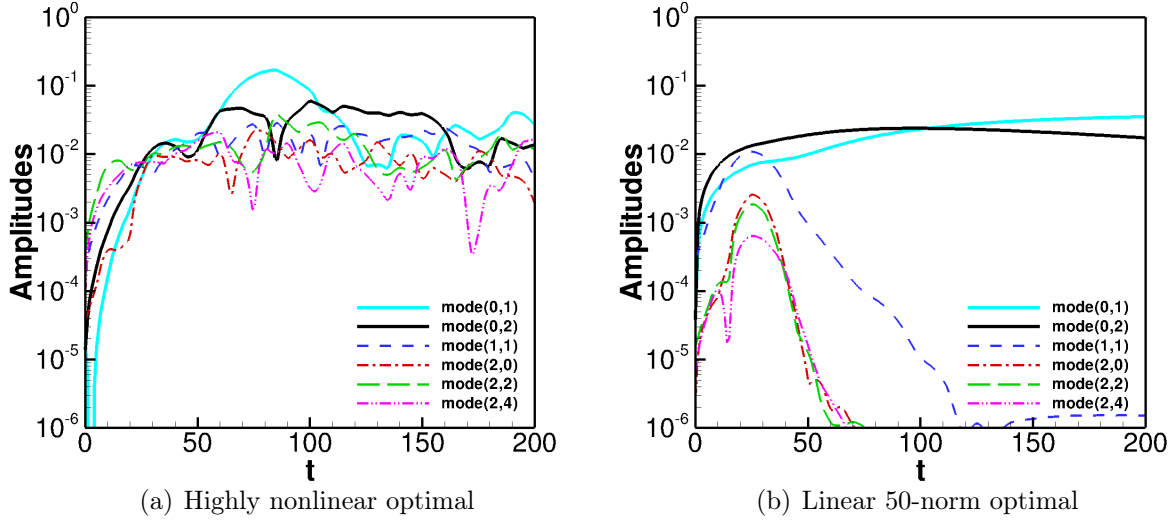 Amplitudes
10^0
10^-1
10^-2
10^-3
10^-4
10^-5
10^-6
0
50
100
150
200
t
mode(0,1)
mode(0,2)
mode(1,1)
mode(2,0)
mode(2,2)
mode(2,4)
(a) Highly nonlinear optimal
Amplitudes
10^0
10^-1
10^-2
10^-3
10^-4
10^-5
10^-6
0
50
100
150
200
t
mode(0,1)
mode(0,2)
mode(1,1)
mode(2,0)
mode(2,2)
mode(2,4)
(b) Linear 50-norm optimal